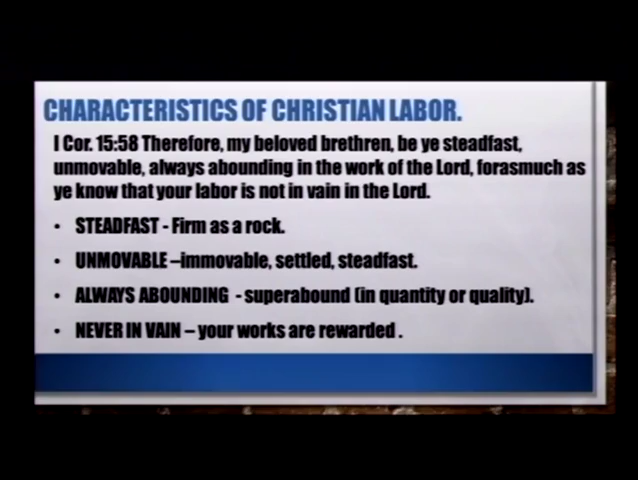 CHARACTERISTICS OF CHRISTIAN LABOR.
I Cor. 15:58 Therefore, my beloved brethren, be ye steadfast,
unmovable, always abounding in the work of the Lord, forasmuch as
ye know that your labor is not in vain in the Lord.
• STEADFAST - Firm as a rock.
• UNMOVABLE –immovable, settled, steadfast.
• ALWAYS ABOUNDING - superabound (in quantity or quality).
• NEVER IN VAIN – your works are rewarded .